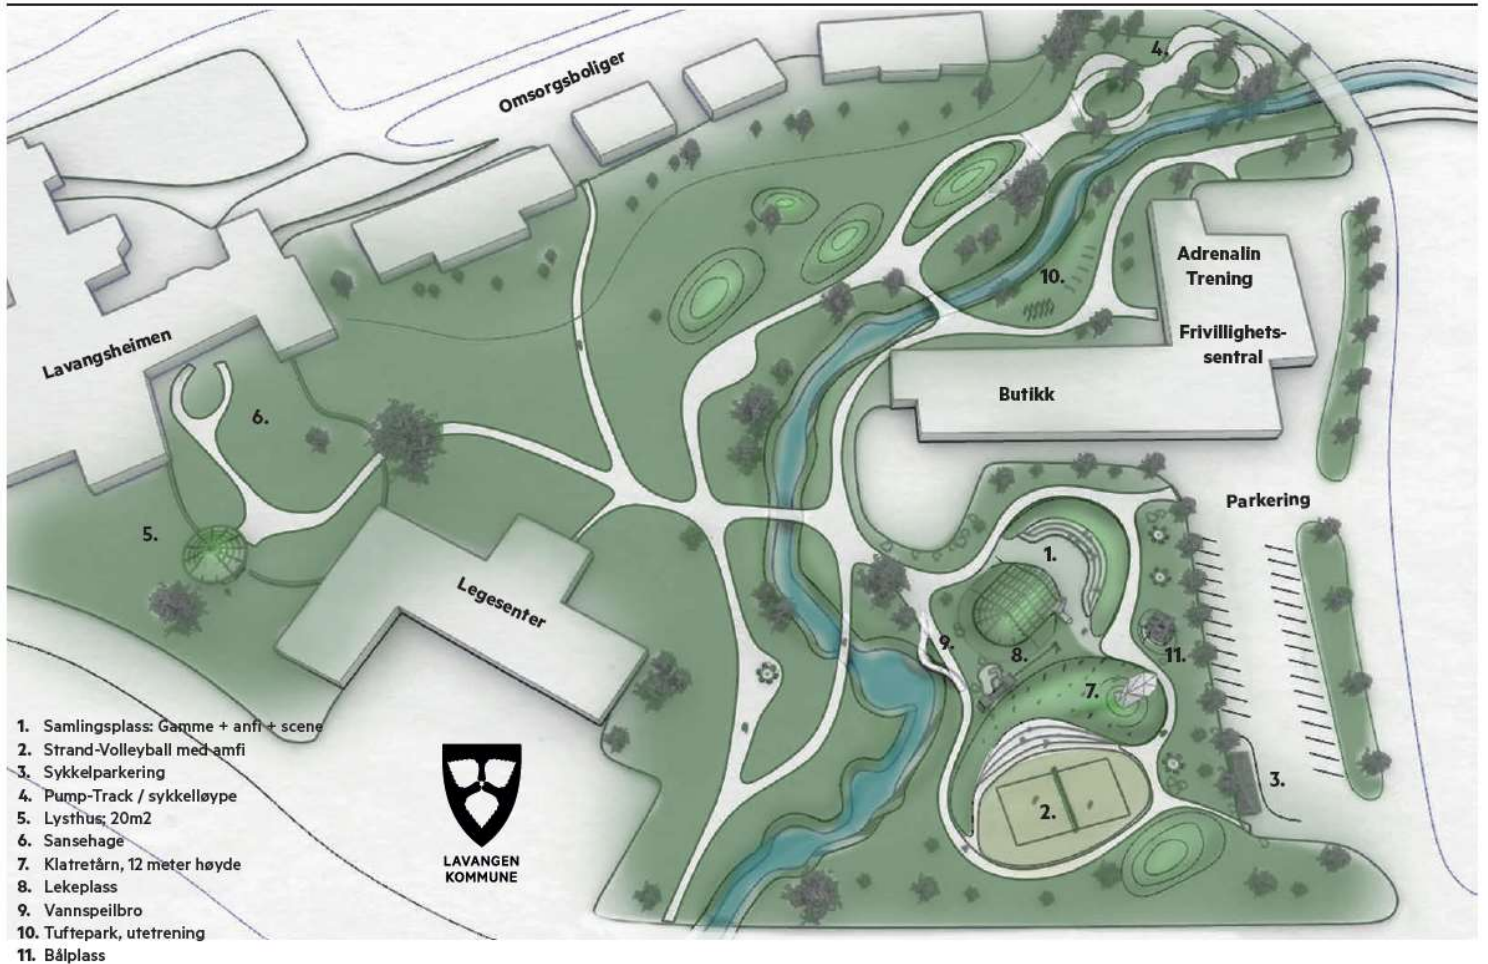 Omsorgsboliger
4.
Adrenalin
Trening
10.
Frivillighets-
sentral
Lavangsheimen
Butikk
6.
Parkering
5.
1.
Legesenter
9.
8.
11.
7.
3.
2.
1. Samlingsplass: Gamme + anfi + scene
2. Strand-Volleyball med amfi
3. Sykkelparkering
4. Pump-Track / sykkelløype
5. Lysthus; 20m2
6. Sansehage
7. Klatretårn, 12 meter høyde
8. Lekeplass
9. Vannspeilbro
10. Tuftepark, utetrening
11. Bålplass
LAVANGEN
KOMMUNE